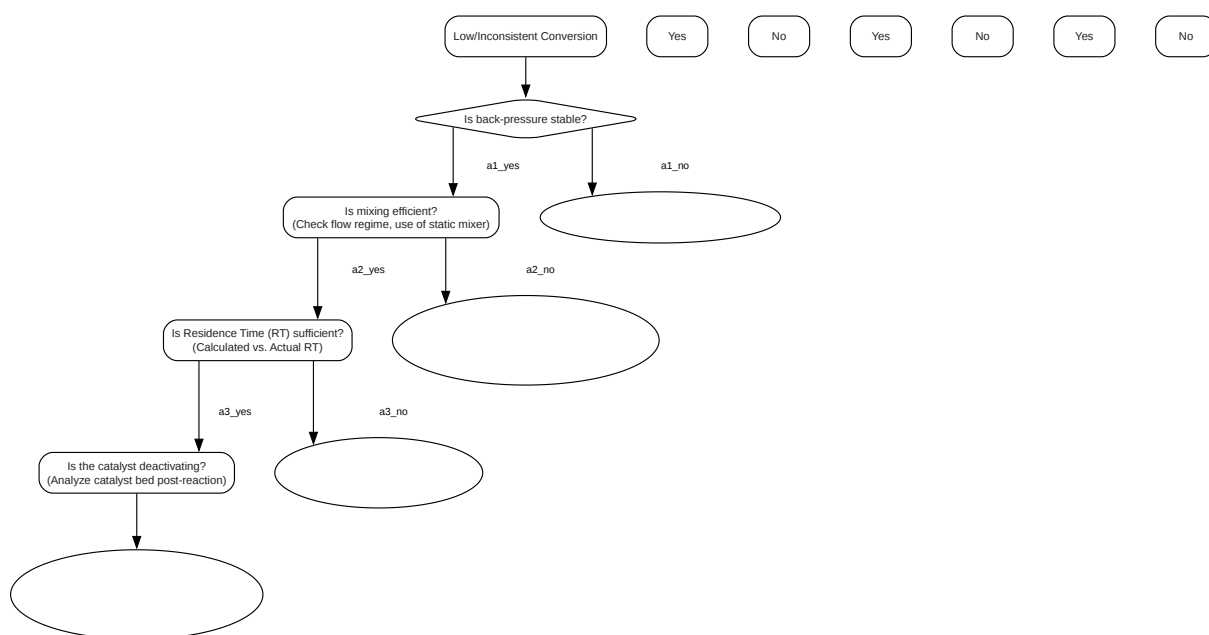 Low/Inconsistent Conversion
Yes
No
Yes
No
Yes
No
Is back-pressure stable?
a1_yes
a1_no
Is mixing efficient?
(Check flow regime, use of static mixer)
a2_yes
a2_no
Is Residence Time (RT) sufficient?
(Calculated vs. Actual RT)
a3_yes
a3_no
Is the catalyst deactivating?
(Analyze catalyst bed post-reaction)